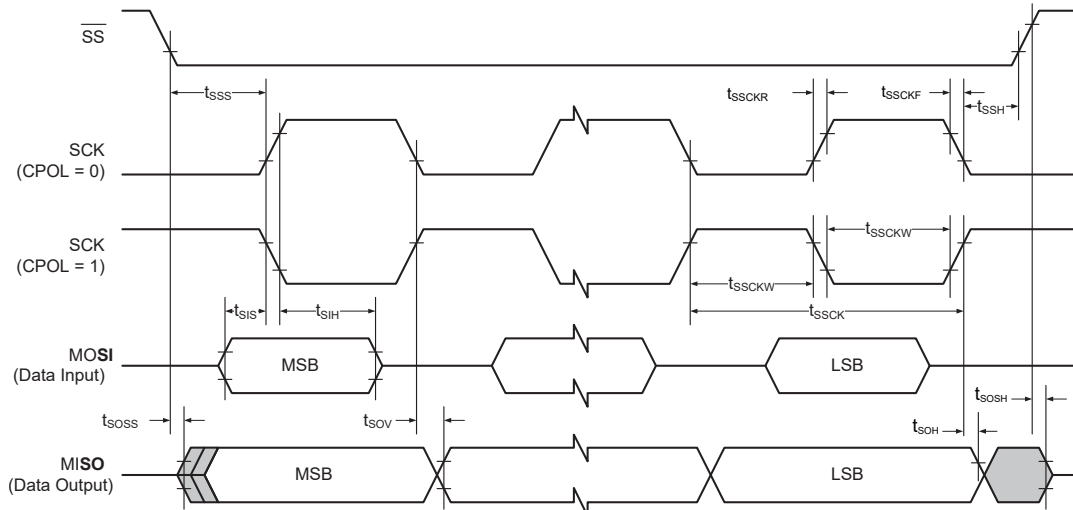 SS
tSSS
tSSCKR
tSSCKF
tSSH
SCK
(CPOL = 0)
SCK
(CPOL = 1)
tSSCKW
tSSCKW
tSSCK
tSIS
tSIH
MOSI
(Data Input)
MSB
LSB
tSOSS
tSOV
tSOH
tSOSH
MISO
(Data Output)
MSB
LSB